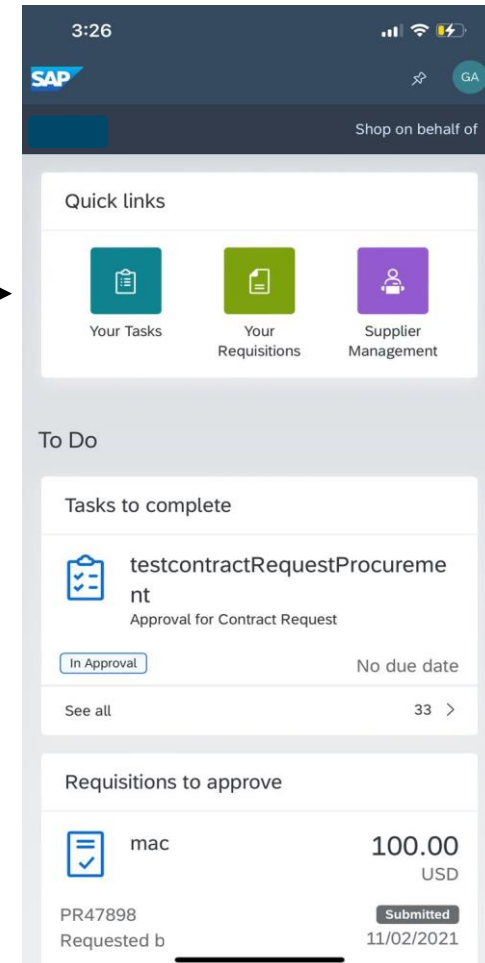 3:26
SAP
GA
Shop on behalf of
Quick links
Your Tasks
Your
Requisitions
Supplier
Management
To Do
Tasks to complete
testcontractRequestProcureme
nt
Approval for Contract Request
In Approval
No due date
See all
33
Requisitions to approve
mac
100.00
USD
PR47898
Submitted
Requested b
11/02/2021